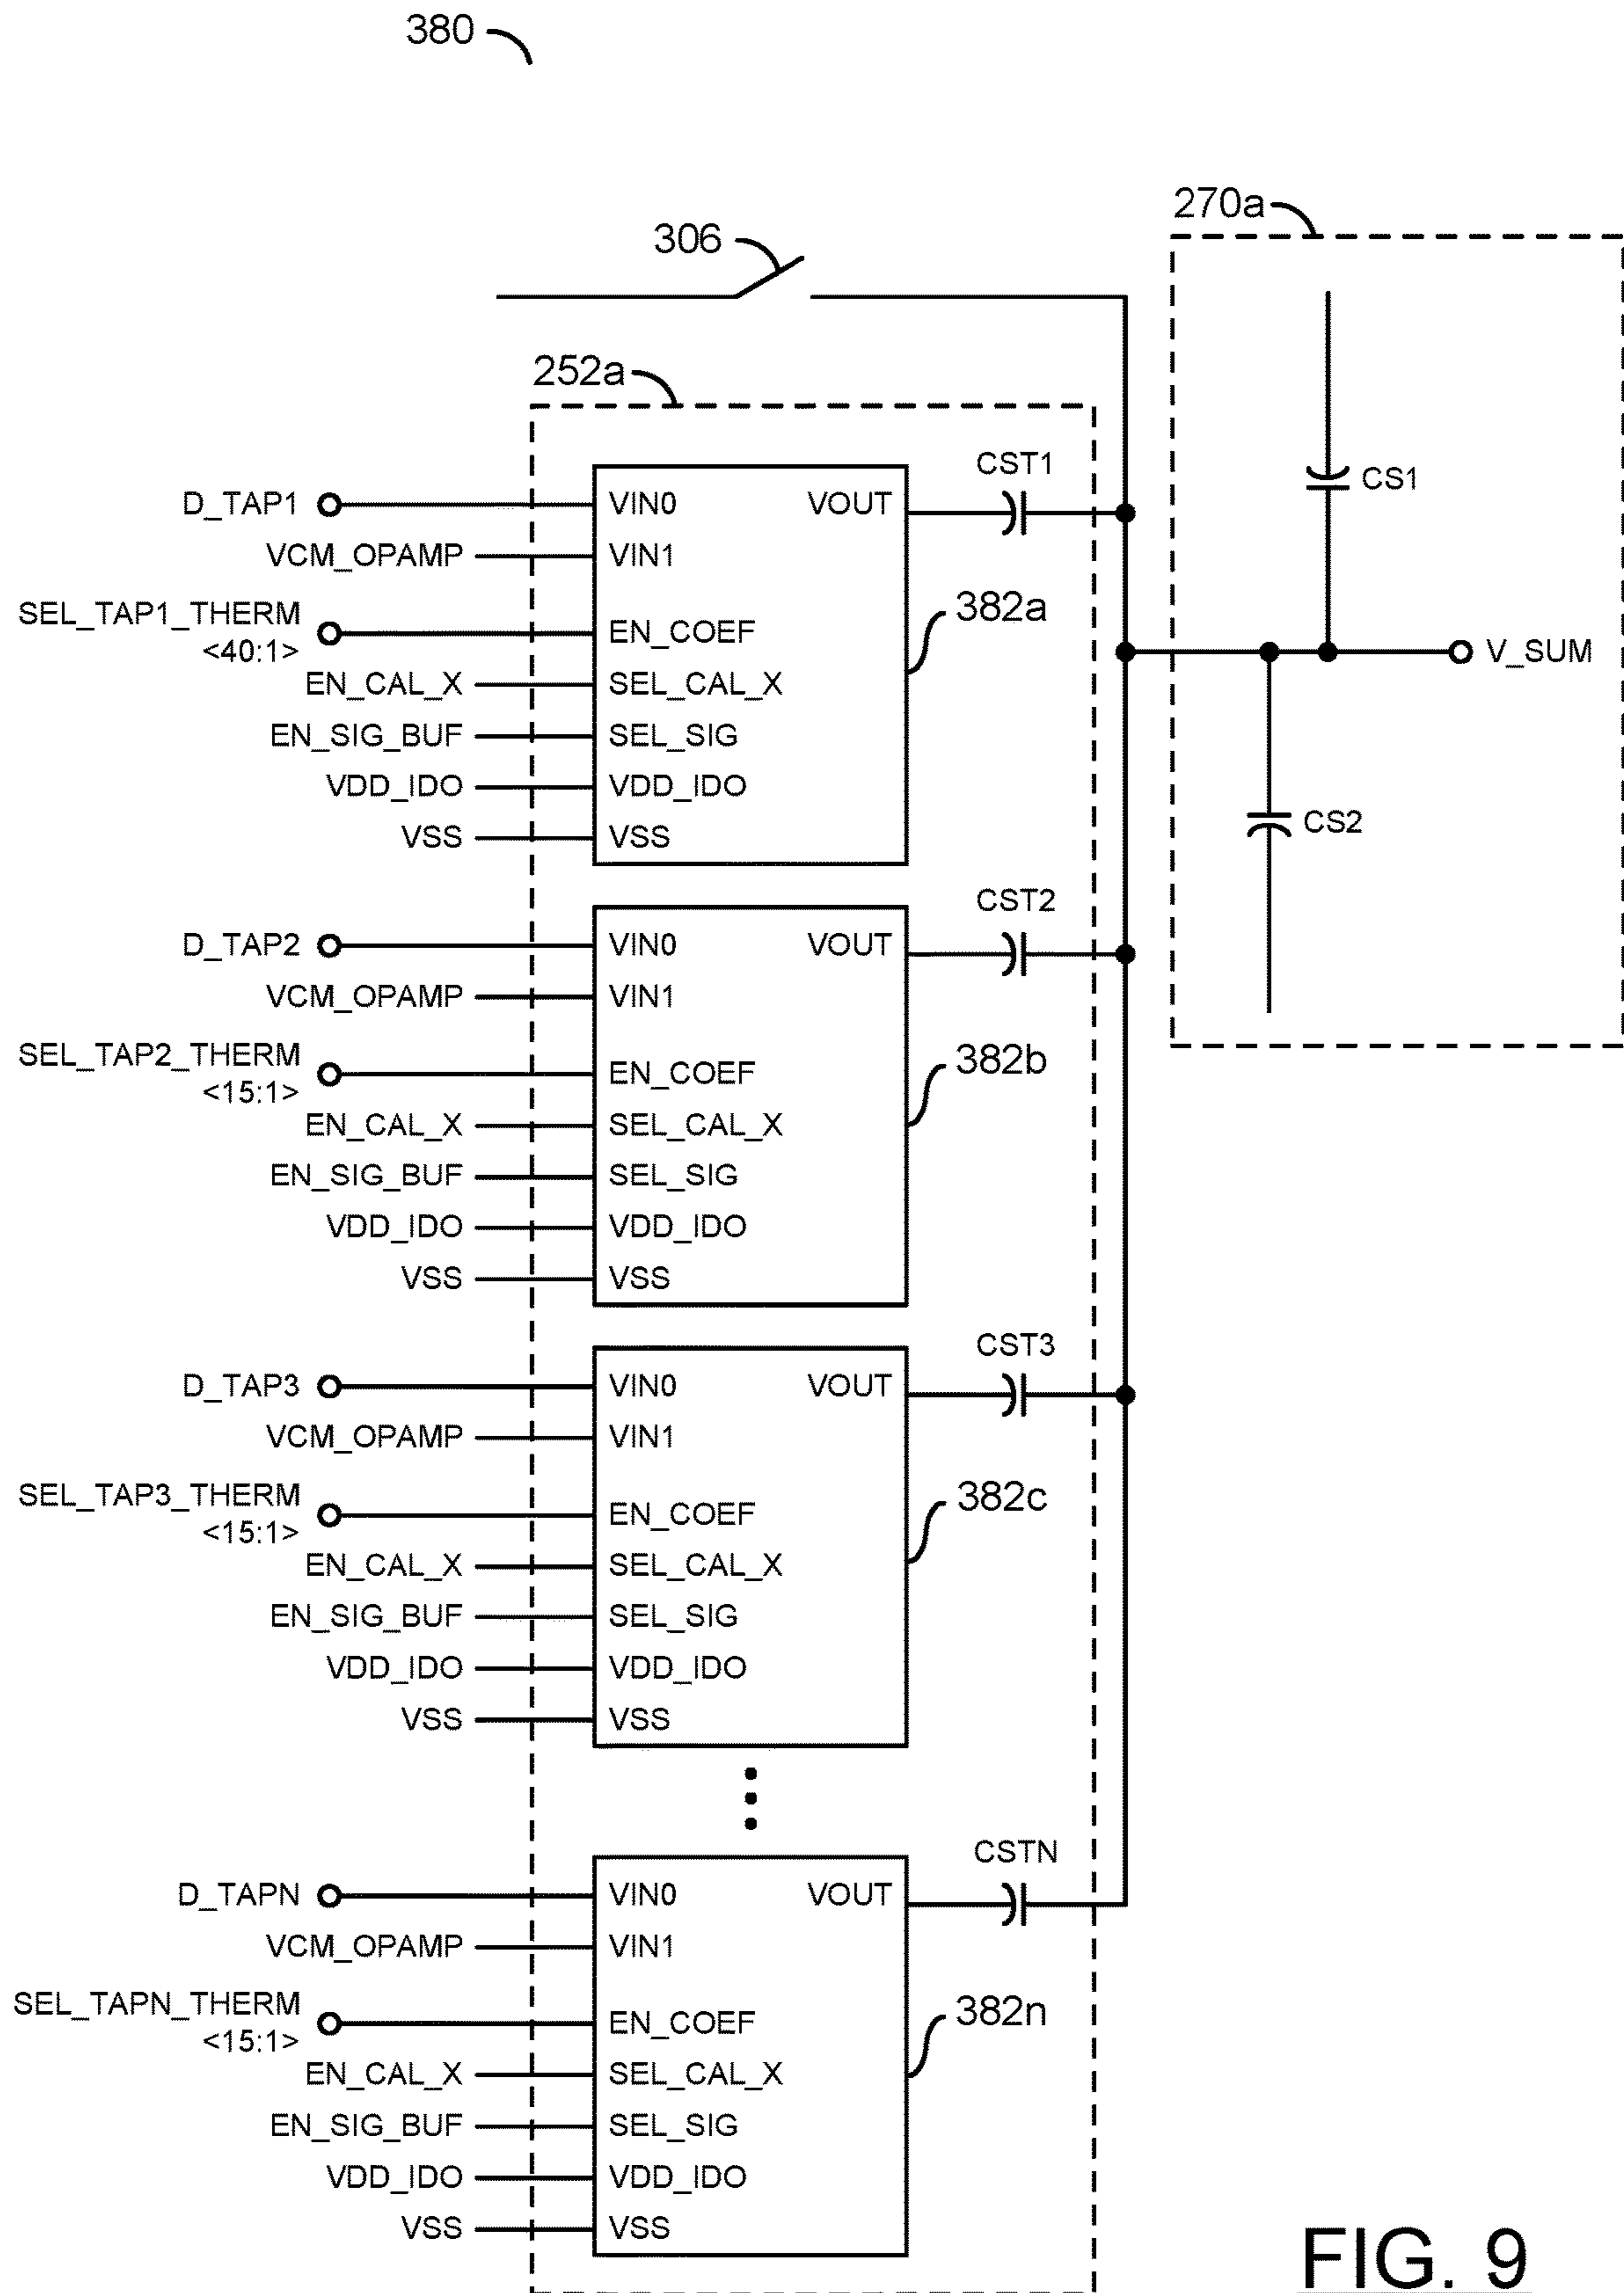 380
270a
306
252a
CST1
D_TAP1 VIN0 VOUT
CS1
VCM_OPAMP VIN1
SEL_TAP1_THERM
<40:1>
EN_COEF
382a
V_SUM
EN_CAL_X SEL_CAL_X
EN_SIG_BUF SEL_SIG
VDD_IDO VDD_IDO
VSS VSS
CS2
CST2
D_TAP2 VIN0 VOUT
VCM_OPAMP VIN1
SEL_TAP2_THERM
<15:1>
EN_COEF
382b
EN_CAL_X SEL_CAL_X
EN_SIG_BUF SEL_SIG
VDD_IDO VDD_IDO
VSS VSS
CST3
D_TAP3 VIN0 VOUT
VCM_OPAMP VIN1
SEL_TAP3_THERM
<15:1>
EN_COEF
382c
EN_CAL_X SEL_CAL_X
EN_SIG_BUF SEL_SIG
VDD_IDO VDD_IDO
VSS VSS
CSTN
D_TAPN VIN0 VOUT
VCM_OPAMP VIN1
SEL_TAPN_THERM
<15:1>
EN_COEF
382n
EN_CAL_X SEL_CAL_X
EN_SIG_BUF SEL_SIG
VDD_IDO VDD_IDO
VSS VSS
FIG. 9